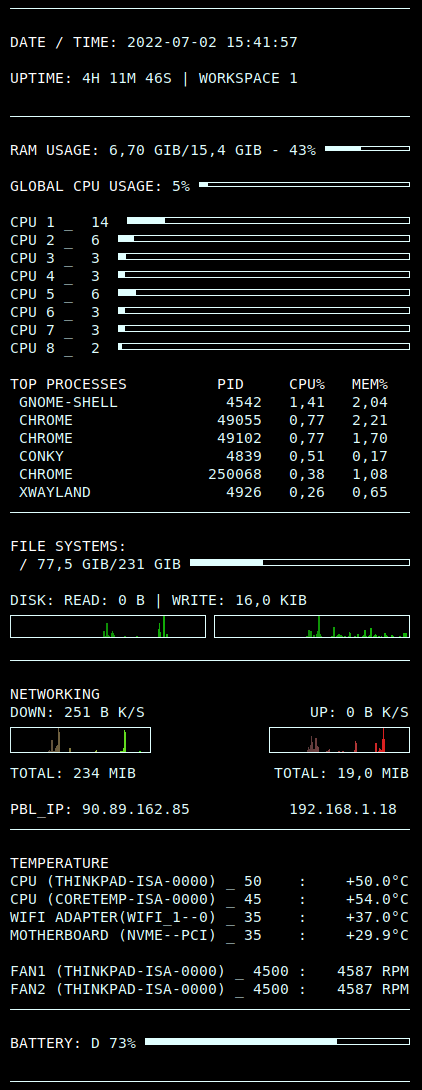 DATE / TIME: 2022-07-02 15:41:57
UPTIME: 4H 11M 46S | WORKSPACE 1
RAM USAGE: 6,70 GIB/15,4 GIB - 43%
GLOBAL CPU USAGE: 5%
CPU 1 _ 14
CPU 2 _ 6
CPU 3 _ 3
CPU 4 _ 3
CPU 5 _ 6
CPU 6 _ 3
CPU 7 _ 3
CPU 8 _ 2
TOP PROCESSES PID CPU% MEM%
GNOME-SHELL 4542 1,41 2,04
CHROME 49055 0,77 2,21
CHROME 49102 0,77 1,70
CONKY 4839 0,51 0,17
CHROME 250068 0,38 1,08
XWAYLAND 4926 0,26 0,65
FILE SYSTEMS:
/ 77,5 GIB/231 GIB
DISK: READ: 0 B | WRITE: 16,0 KIB
NETWORKING
DOWN: 251 B K/S UP: 0 B K/S
TOTAL: 234 MIB TOTAL: 19,0 MIB
PBL_IP: 90.89.162.85 192.168.1.18
TEMPERATURE
CPU (THINKPAD-ISA-0000) _ 50 : +50.0°C
CPU (CORETEMP-ISA-0000) _ 45 : +54.0°C
WIFI ADAPTER(WIFI_1--0) _ 35 : +37.0°C
MOTHERBOARD (NVME--PCI) _ 35 : +29.9°C
FAN1 (THINKPAD-ISA-0000) _ 4500 : 4587 RPM
FAN2 (THINKPAD-ISA-0000) _ 4500 : 4587 RPM
BATTERY: D 73%